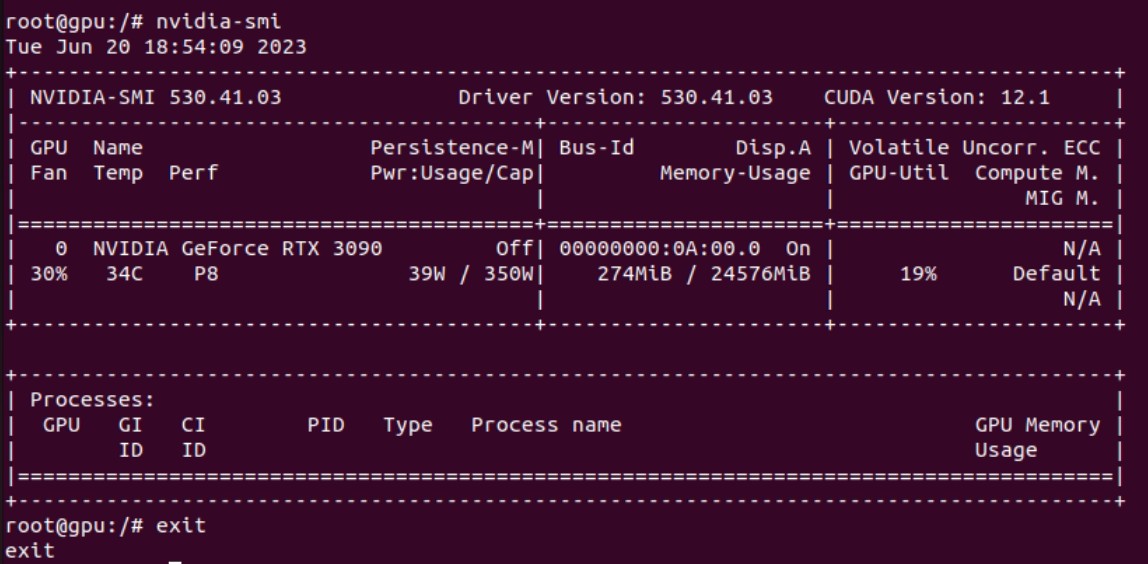 root@gpu:/# nvidia-smi
Tue Jun 20 18:54:09 2023
+---------------------------------------------------------------------------------------+
| NVIDIA-SMI 530.41.03              Driver Version: 530.41.03    CUDA Version: 12.1     |
|-----------------------------------------+----------------------+----------------------+
| GPU  Name                  Persistence-M| Bus-Id        Disp.A | Volatile Uncorr. ECC |
| Fan  Temp  Perf            Pwr:Usage/Cap|         Memory-Usage | GPU-Util  Compute M. |
|                                         |                      |               MIG M. |
|=========================================+======================+======================|
|   0  NVIDIA GeForce RTX 3090         Off| 00000000:0A:00.0  On |                  N/A |
| 30%   34C    P8               39W / 350W|    274MiB / 24576MiB |     19%      Default |
|                                         |                      |                  N/A |
+-----------------------------------------+----------------------+----------------------+

+---------------------------------------------------------------------------------------+
| Processes:                                                                            |
|  GPU   GI   CI        PID   Type   Process name                            GPU Memory |
|        ID   ID                                                             Usage      |
|=======================================================================================|
+---------------------------------------------------------------------------------------+
root@gpu:/# exit
exit